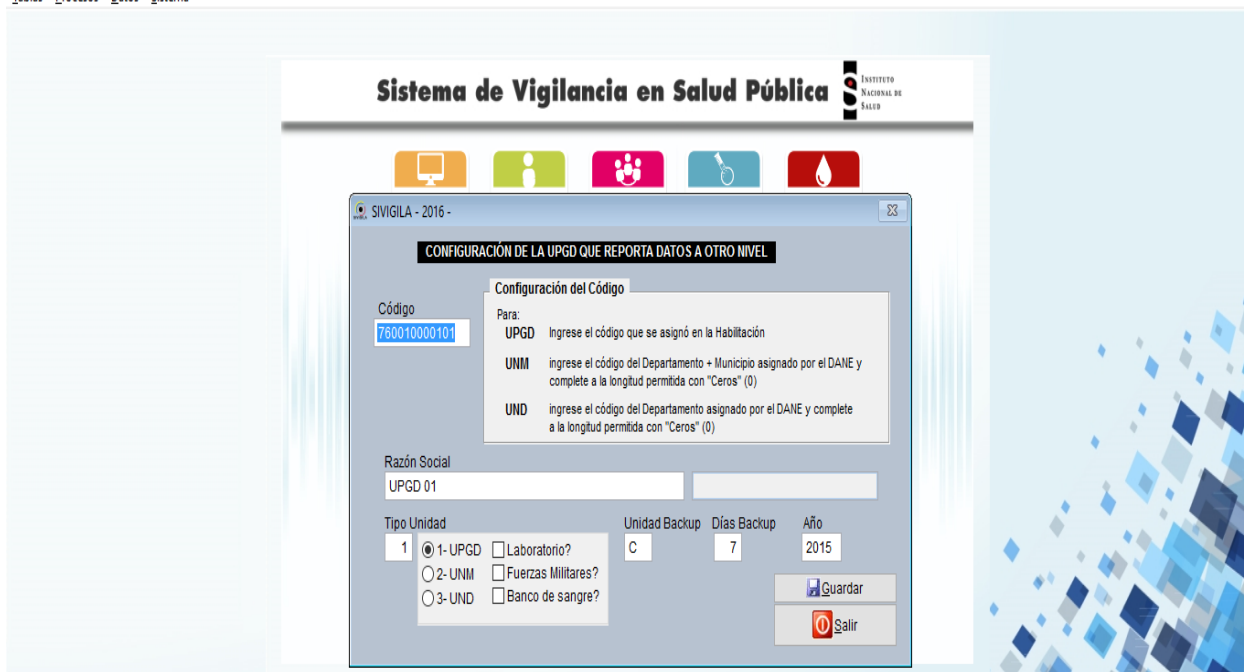 Sistema de Vigilancia en Salud Pública
INSTITUTO
NACIONAL DE
SALUD
SIVIGILA - 2016 -
CONFIGURACIÓN DE LA UPGD QUE REPORTA DATOS A OTRO NIVEL
Código
760010000101
Configuración del Código
Para:
UPGD Ingrese el código que se asignó en la Habilitación
UNM ingrese el código del Departamento + Municipio asignado por el DANE y
complete a la longitud permitida con "Ceros" (0)
UND ingrese el código del Departamento asignado por el DANE y complete
a la longitud permitida con "Ceros" (0)
Razón Social
UPGD 01
Tipo Unidad Unidad Backup Días Backup Año
1 1- UPGD Laboratorio? C 7 2015
2- UNM Fuerzas Militares?
3- UND Banco de sangre?
Guardar
Salir